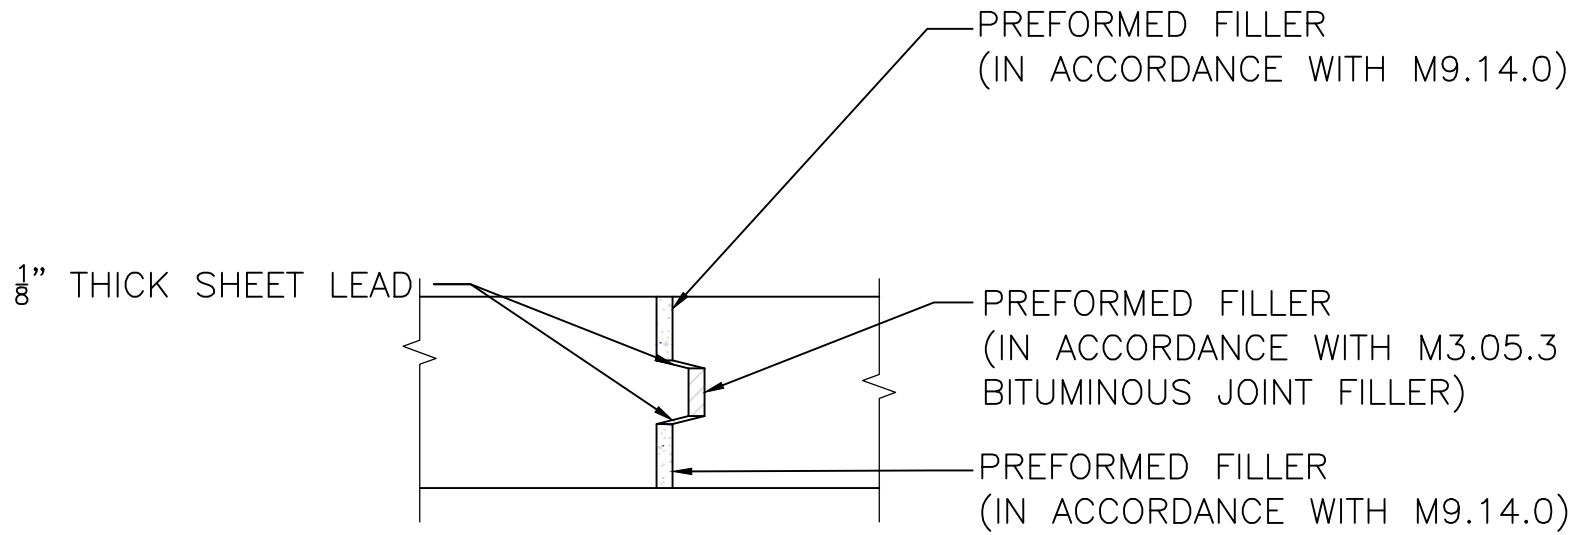 PREFORMED FILLER
(IN ACCORDANCE WITH M9.14.0)
1/8" THICK SHEET LEAD
PREFORMED FILLER
(IN ACCORDANCE WITH M3.05.3
BITUMINOUS JOINT FILLER)
PREFORMED FILLER
(IN ACCORDANCE WITH M9.14.0)